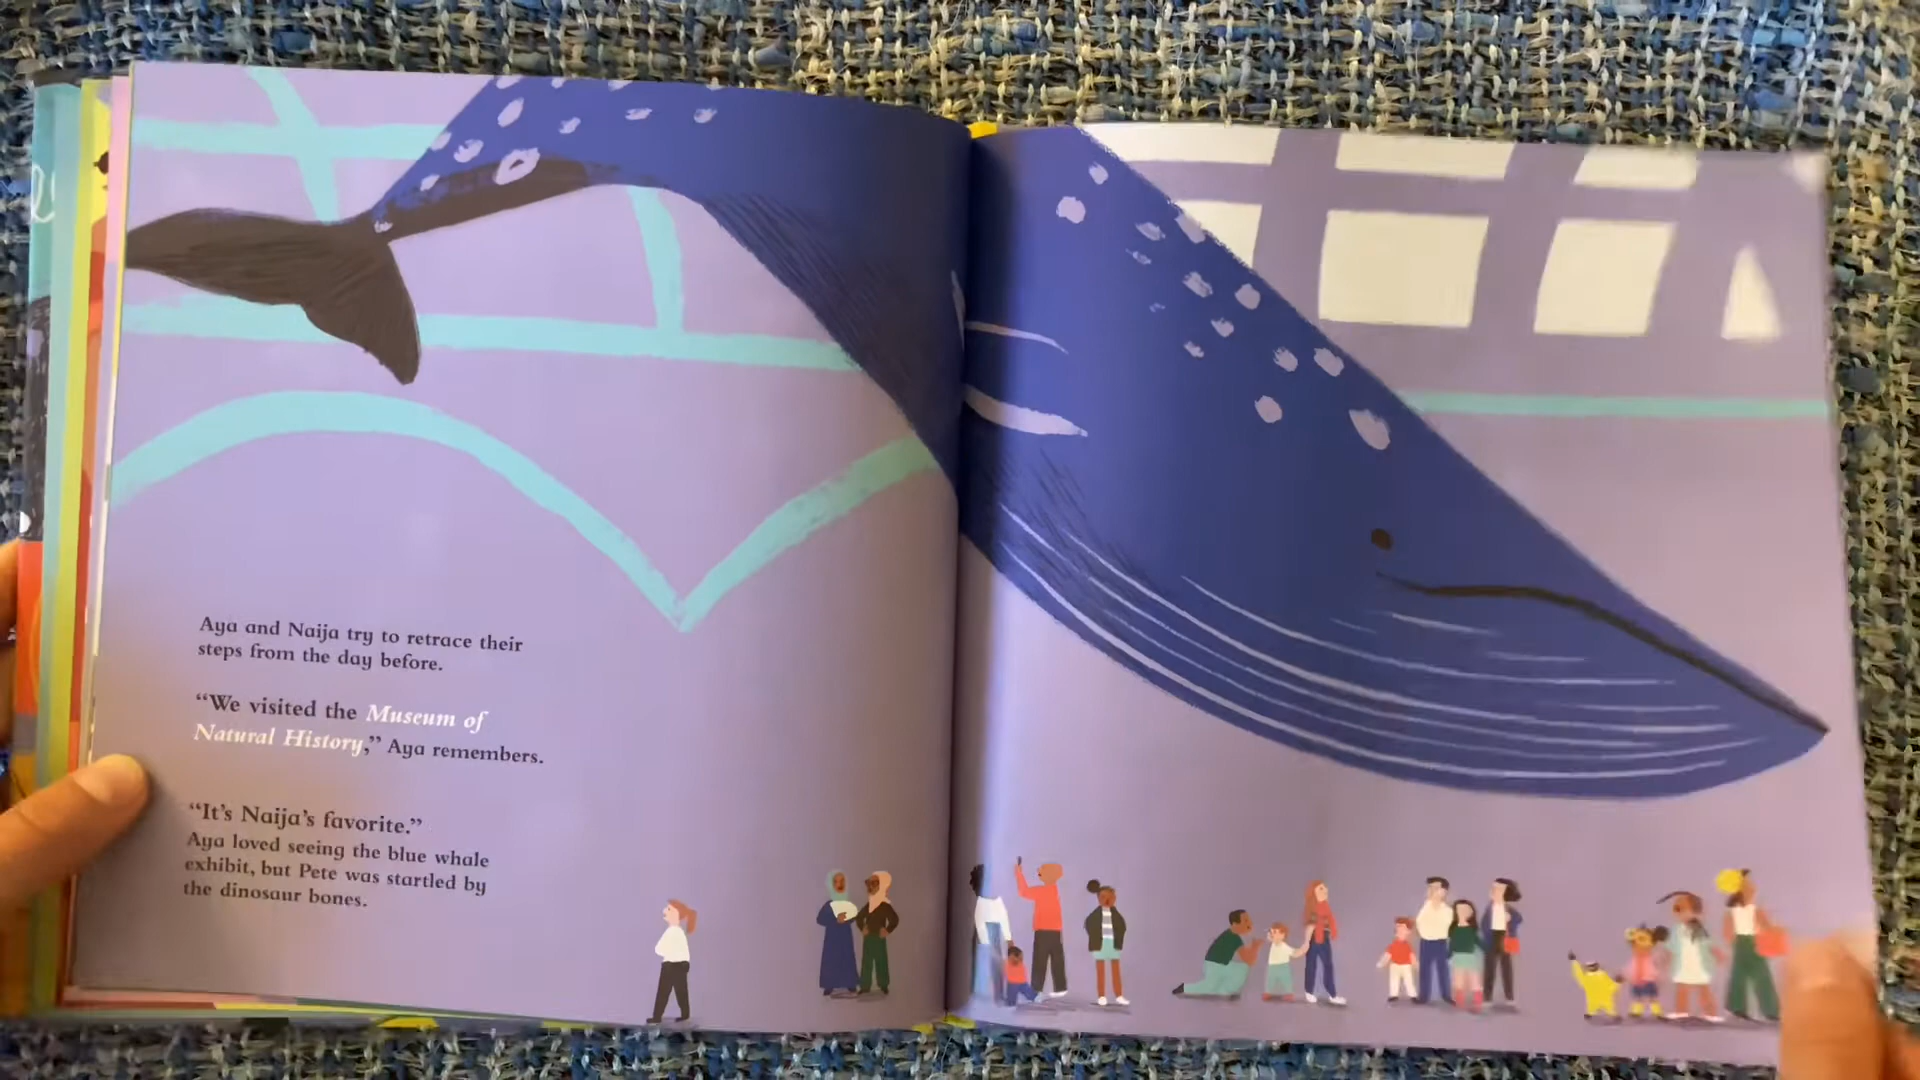 Aya and Naija try to retrace their
steps from the day before.
“We visited the Museum of
Natural History,” Aya remembers.
“It’s Naija’s favorite.”
Aya loved seeing the blue whale
exhibit, but Pete was startled by
the dinosaur bones.